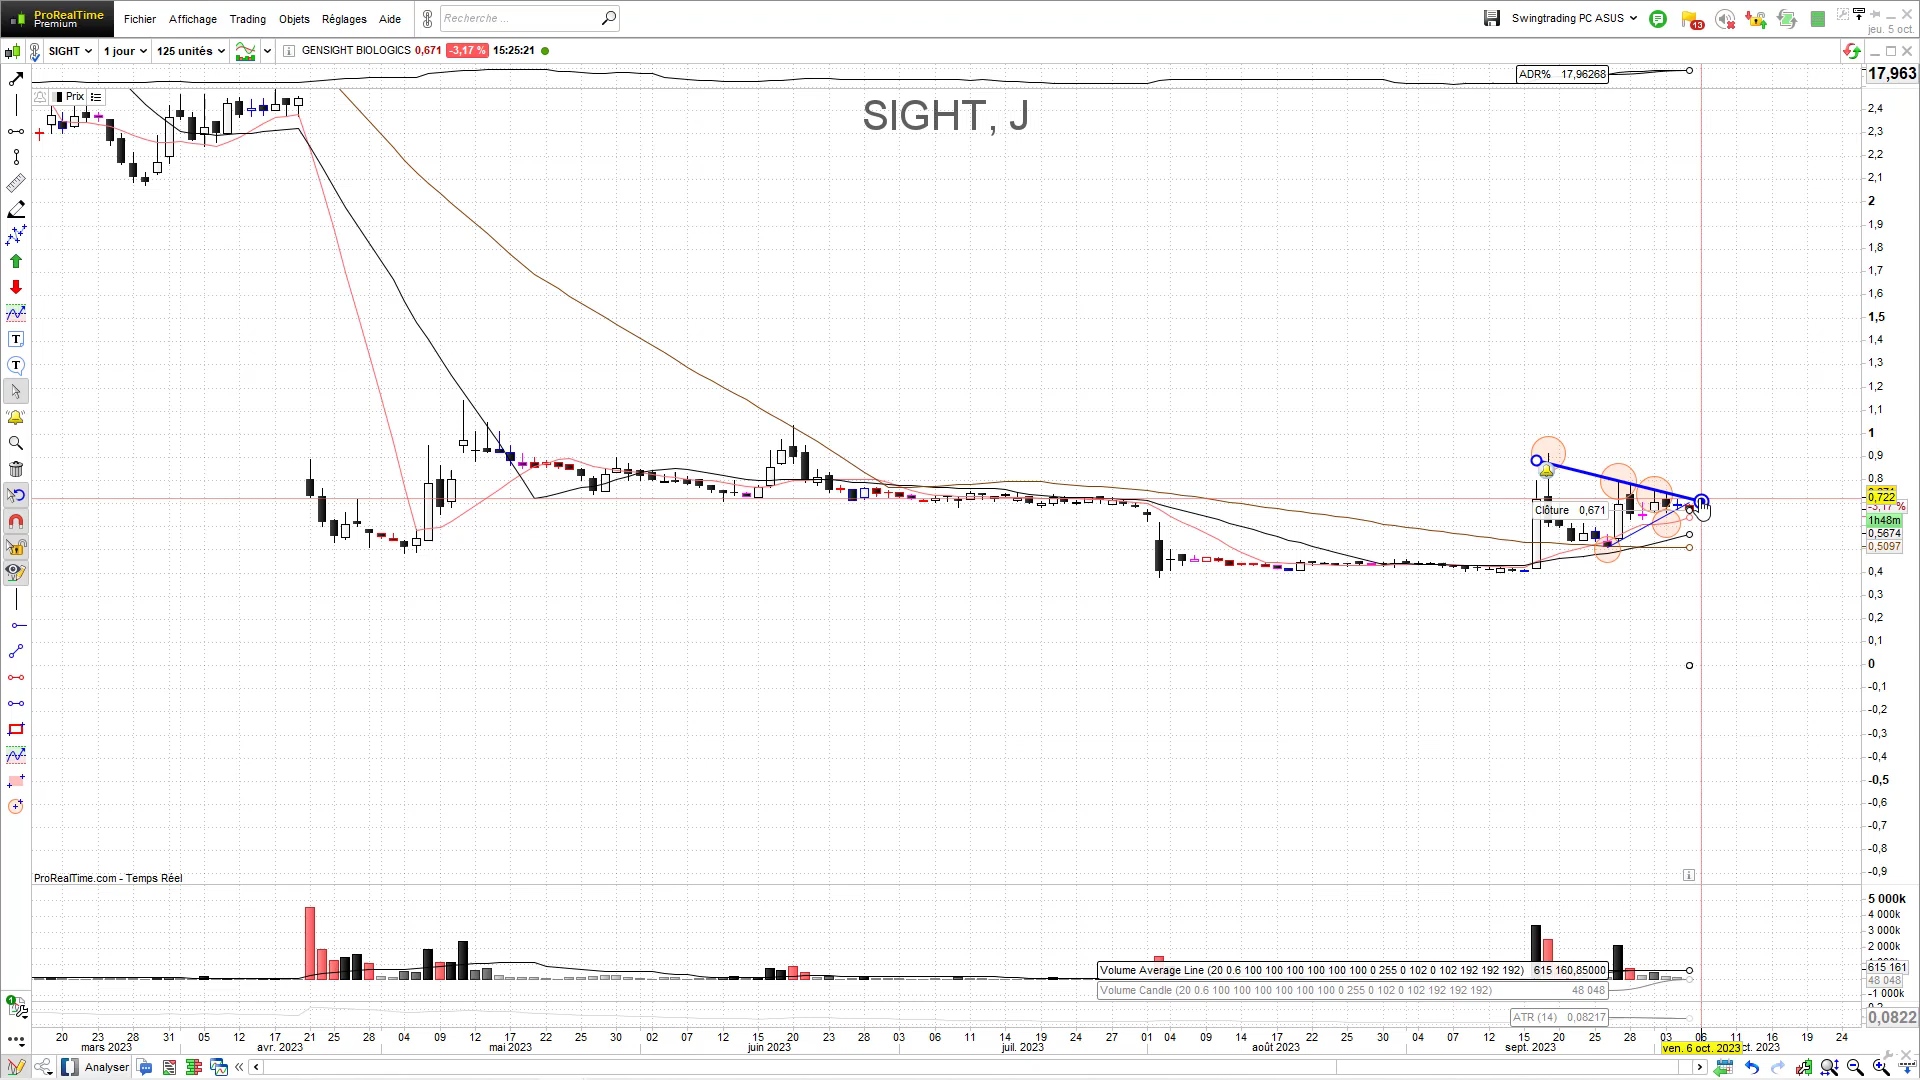 ProRealTime
Premium
Fichier Affichage Trading Objets Réglages Aide
Recherche ...
Swingtrading PC ASUS
13
jeu. 5 oct.
SIGHT 1 jour 125 unités
GENSIGHT BIOLOGICS 0,671 -3,17 % 15:25:21
ADR% 17,96268
17,963
Prix
SIGHT, J
2,4
2,3
2,2
2,1
2
1,9
1,8
1,7
1,6
1,5
1,4
1,3
1,2
1,1
1
0,9
0,8
0,722
-3,17 %
1h48m
0,5674
0,5097
0,4
0,3
0,2
0,1
0
-0,1
-0,2
-0,3
-0,4
-0,5
-0,6
-0,7
-0,8
-0,9
Clôture 0,671
ProRealTime.com - Temps Réel
5 000k
4 000k
3 000k
2 000k
615 161
48 048
-1 000k
Volume Average Line (20 0.6 100 100 100 100 100 100 0 255 0 102 0 102 192 192 192) 615 160,85000
Volume Candle (20 0.6 100 100 100 100 100 100 0 255 0 102 0 102 192 192 192) 48 048
ATR (14) 0,08217
0,0822
20 23 28 31 05 12 18 21 25 28 04 09 12 17 22 25 30 02 07 12 15 20 23 28 03 06 11 14 19 24 27 01 04 09 14 17 22 25 30 04 07 12 15 20 25 28 03 06 11 16 19 24
mars 2023 avr. 2023 mai 2023 juin 2023 juil. 2023 août 2023 sept. 2023 ven. 6 oct. 2023 ct. 2023
Analyser